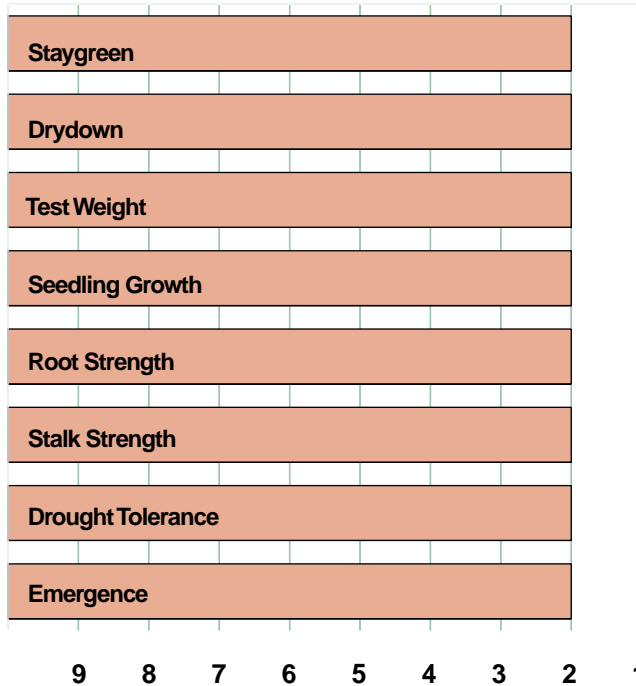 Staygreen
Drydown
Test Weight
Seedling Growth
Root Strength
Stalk Strength
Drought Tolerance
Emergence
9 8 7 6 5 4 3 2